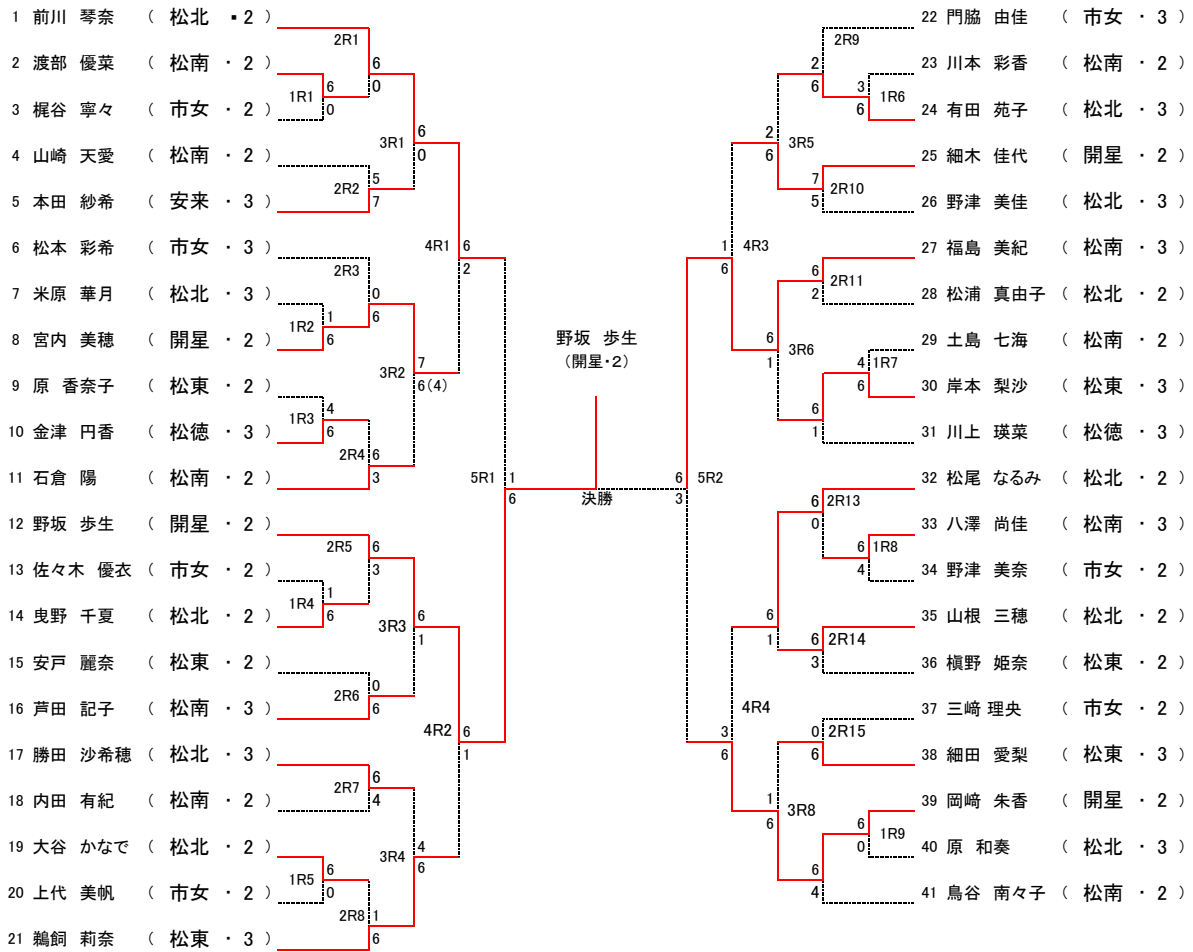 1 前川 琴奈 松北 ・2 )
2 渡部 優菜 ( 松南 ・ 2 )
3 梶谷 寧々 ( 市女 ・ 2 )
4 山崎 天愛 ( 松南 ・ 2 )
5 本田 紗希 ( 安来 ・ 3 )
6 松本 彩希 ( 市女 ・ 3 )
7 米原 華月 ( 松北 ・ 3 )
8 宮内 美穂 ( 開星 ・ 2 )
9 原 香奈子 ( 松東 ・ 2 )
10 金津 円香 ( 松徳 ・ 3 )
11 石倉 陽 ( 松南 ・ 2 )
12 野坂 歩生 ( 開星 ・ 2 )
13 佐々木 優衣 ( 市女 ・ 2 )
14 曳野 千夏 ( 松北 ・ 2 )
15 安戸 麗奈 ( 松東 ・ 2 )
16 芦田 記子 ( 松南 ・ 3 )
17 勝田 沙希穂 ( 松北 ・ 3 )
18 内田 有紀 ( 松南 ・ 2 )
19 大谷 かなで ( 松北 ・ 2 )
20 上代 美帆 ( 市女 ・ 2 )
21 鵜飼 莉奈 ( 松東 ・ 3 )
1R1 6 0
1R2 1 6
1R3 4 6
1R4 1 6
1R5 6 0
2R1 6 0
2R2 5 7
2R3 0 6
2R4 6 3
2R5 6 3
2R6 0 6
2R7 6 4
2R8 1 6
3R1 6 0
3R2 7 6(4)
3R3 6 1
3R4 4 6
4R1 6 2
4R2 6 1
5R1 1 6
野坂 歩生
(開星・2)
決勝
6 5R2
3
1 4R3
6
3 4R4
6
2 3R5
6
6 3R6
1
6
1
1 3R8
6
2R9
2
6
7 2R10
5
6 2R11
2
6
1
6 2R13
0
6 2R14
3
0 2R15
6
6
4
3 1R6
6
4 1R7
6
6 1R8
4
6 1R9
0
22 門脇 由佳 ( 市女 ・ 3 )
23 川本 彩香 ( 松南 ・ 2 )
24 有田 苑子 ( 松北 ・ 3 )
25 細木 佳代 ( 開星 ・ 2 )
26 野津 美佳 ( 松北 ・ 3 )
27 福島 美紀 ( 松南 ・ 3 )
28 松浦 真由子 ( 松北 ・ 2 )
29 土島 七海 ( 松南 ・ 2 )
30 岸本 梨沙 ( 松東 ・ 3 )
31 川上 瑛菜 ( 松徳 ・ 3 )
32 松尾 なるみ ( 松北 ・ 2 )
33 八澤 尚佳 ( 松南 ・ 3 )
34 野津 美奈 ( 市女 ・ 2 )
35 山根 三穂 ( 松北 ・ 2 )
36 槇野 姫奈 ( 松東 ・ 2 )
37 三﨑 理央 ( 市女 ・ 2 )
38 細田 愛梨 ( 松東 ・ 3 )
39 岡﨑 朱香 ( 開星 ・ 2 )
40 原 和奏 ( 松北 ・ 3 )
41 鳥谷 南々子 ( 松南 ・ 2 )